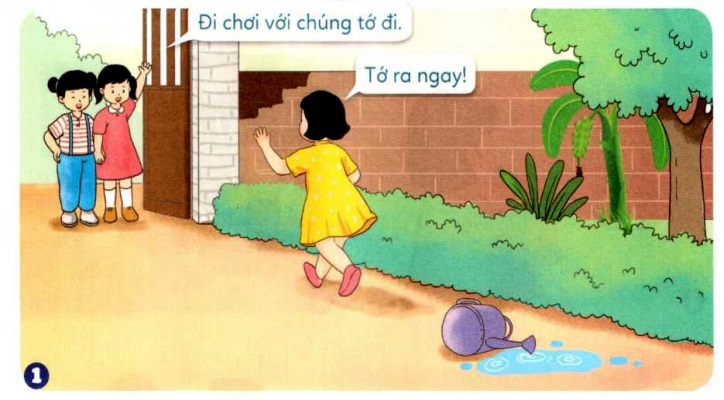 Đi chơi với chúng tớ đi.
Tớ ra ngay!
1